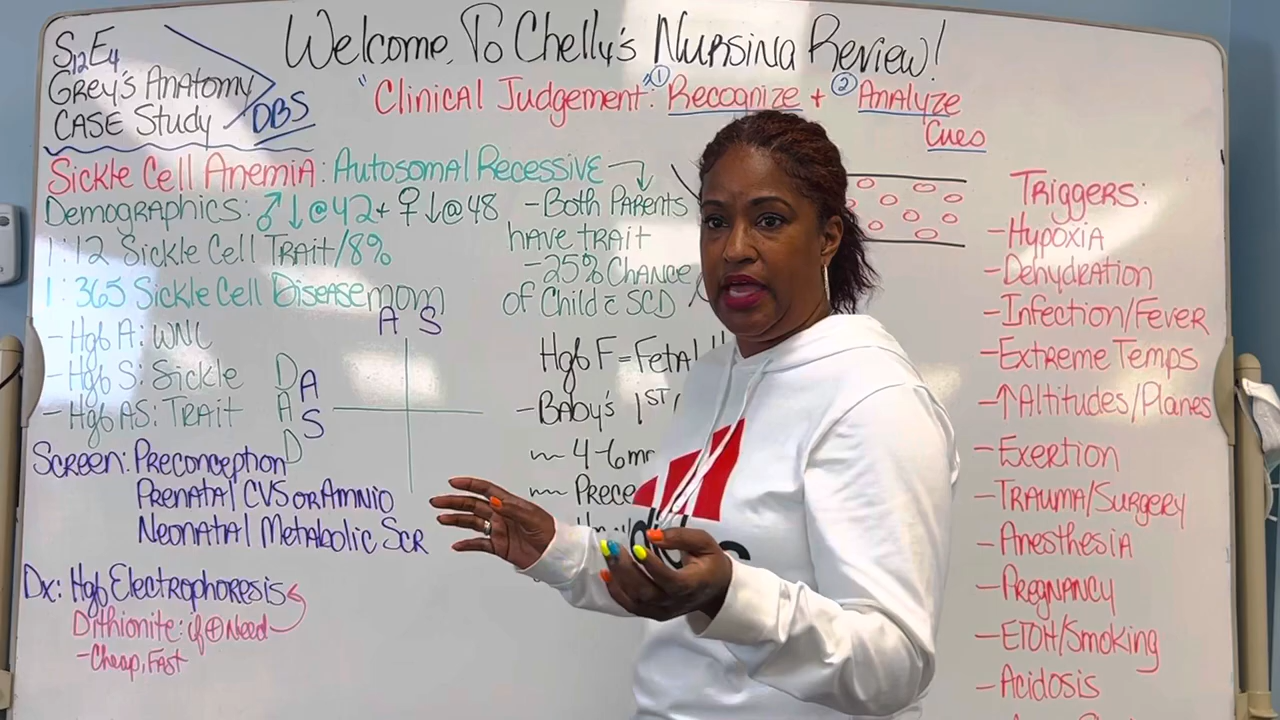 S12E4
Grey's Anatomy
CASE Study
DBS
Welcome To Chelly's Nursing Review!
"Clinical Judgement": ① Recognize + ② Analyze
Cues
Sickle Cell Anemia: Autosomal Recessive
Demographics: ♂↓@42+ ♀↓@48
1:12 Sickle Cell Trait/8%
1:365 Sickle Cell Disease
- Hgb A: WNL
- Hgb S: Sickle
- Hgb AS: Trait
mom
A S
DAD
A
S
Screen: Preconception
Prenatal CVS or Amnio
Neonatal Metabolic Scr
Dx: Hgb Electrophoresis
Dithionite: if ⊕ Need
- Cheap, Fast
- Both Parents
have trait
- 25% Chance
of Child c̄ SCD
Hgb F = Fetal H
- Baby's 1ST
~ 4-6m
~ Prece
Triggers:
- Hypoxia
- Dehydration
- Infection/Fever
- Extreme Temps
- ↑Altitudes/Planes
- Exertion
- Trauma/Surgery
- Anesthesia
- Pregnancy
- ETOH/Smoking
- Acidosis